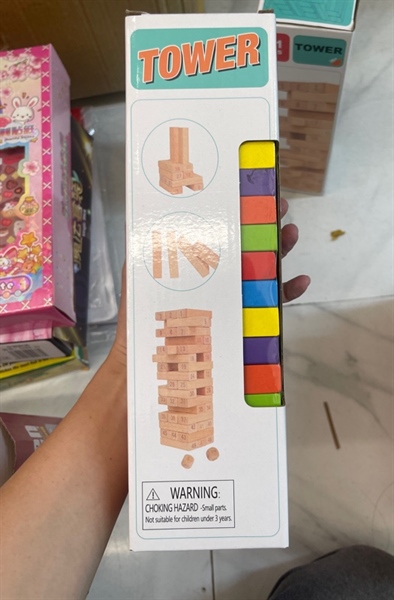 TOWER
TOWER
WARNING:
CHOKING HAZARD -Small parts.
Not suitable for children under 3 years.